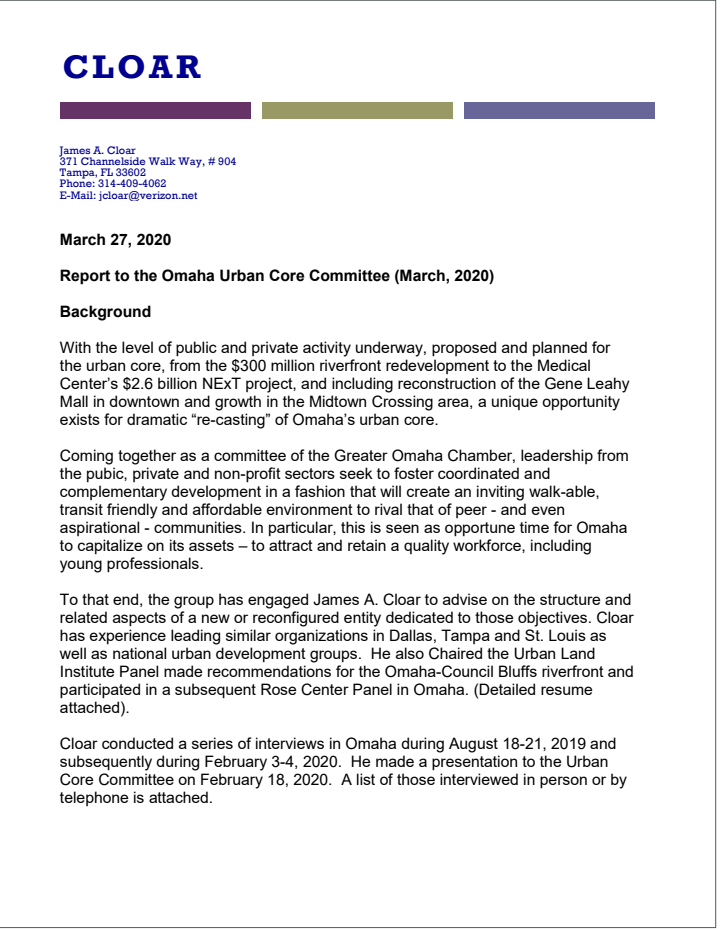 CLOAR
James A. Cloar
371 Channelside Walk Way, # 904
Tampa, FL 33602
Phone: 314-409-4062
E-Mail: jcloar@verizon.net
March 27, 2020
Report to the Omaha Urban Core Committee (March, 2020)
Background
With the level of public and private activity underway, proposed and planned for
the urban core, from the $300 million riverfront redevelopment to the Medical
Center’s $2.6 billion NExT project, and including reconstruction of the Gene Leahy
Mall in downtown and growth in the Midtown Crossing area, a unique opportunity
exists for dramatic “re-casting” of Omaha’s urban core.
Coming together as a committee of the Greater Omaha Chamber, leadership from
the pubic, private and non-profit sectors seek to foster coordinated and
complementary development in a fashion that will create an inviting walk-able,
transit friendly and affordable environment to rival that of peer - and even
aspirational - communities. In particular, this is seen as opportune time for Omaha
to capitalize on its assets – to attract and retain a quality workforce, including
young professionals.
To that end, the group has engaged James A. Cloar to advise on the structure and
related aspects of a new or reconfigured entity dedicated to those objectives. Cloar
has experience leading similar organizations in Dallas, Tampa and St. Louis as
well as national urban development groups.  He also Chaired the Urban Land
Institute Panel made recommendations for the Omaha-Council Bluffs riverfront and
participated in a subsequent Rose Center Panel in Omaha. (Detailed resume
attached).
Cloar conducted a series of interviews in Omaha during August 18-21, 2019 and
subsequently during February 3-4, 2020.  He made a presentation to the Urban
Core Committee on February 18, 2020.  A list of those interviewed in person or by
telephone is attached.